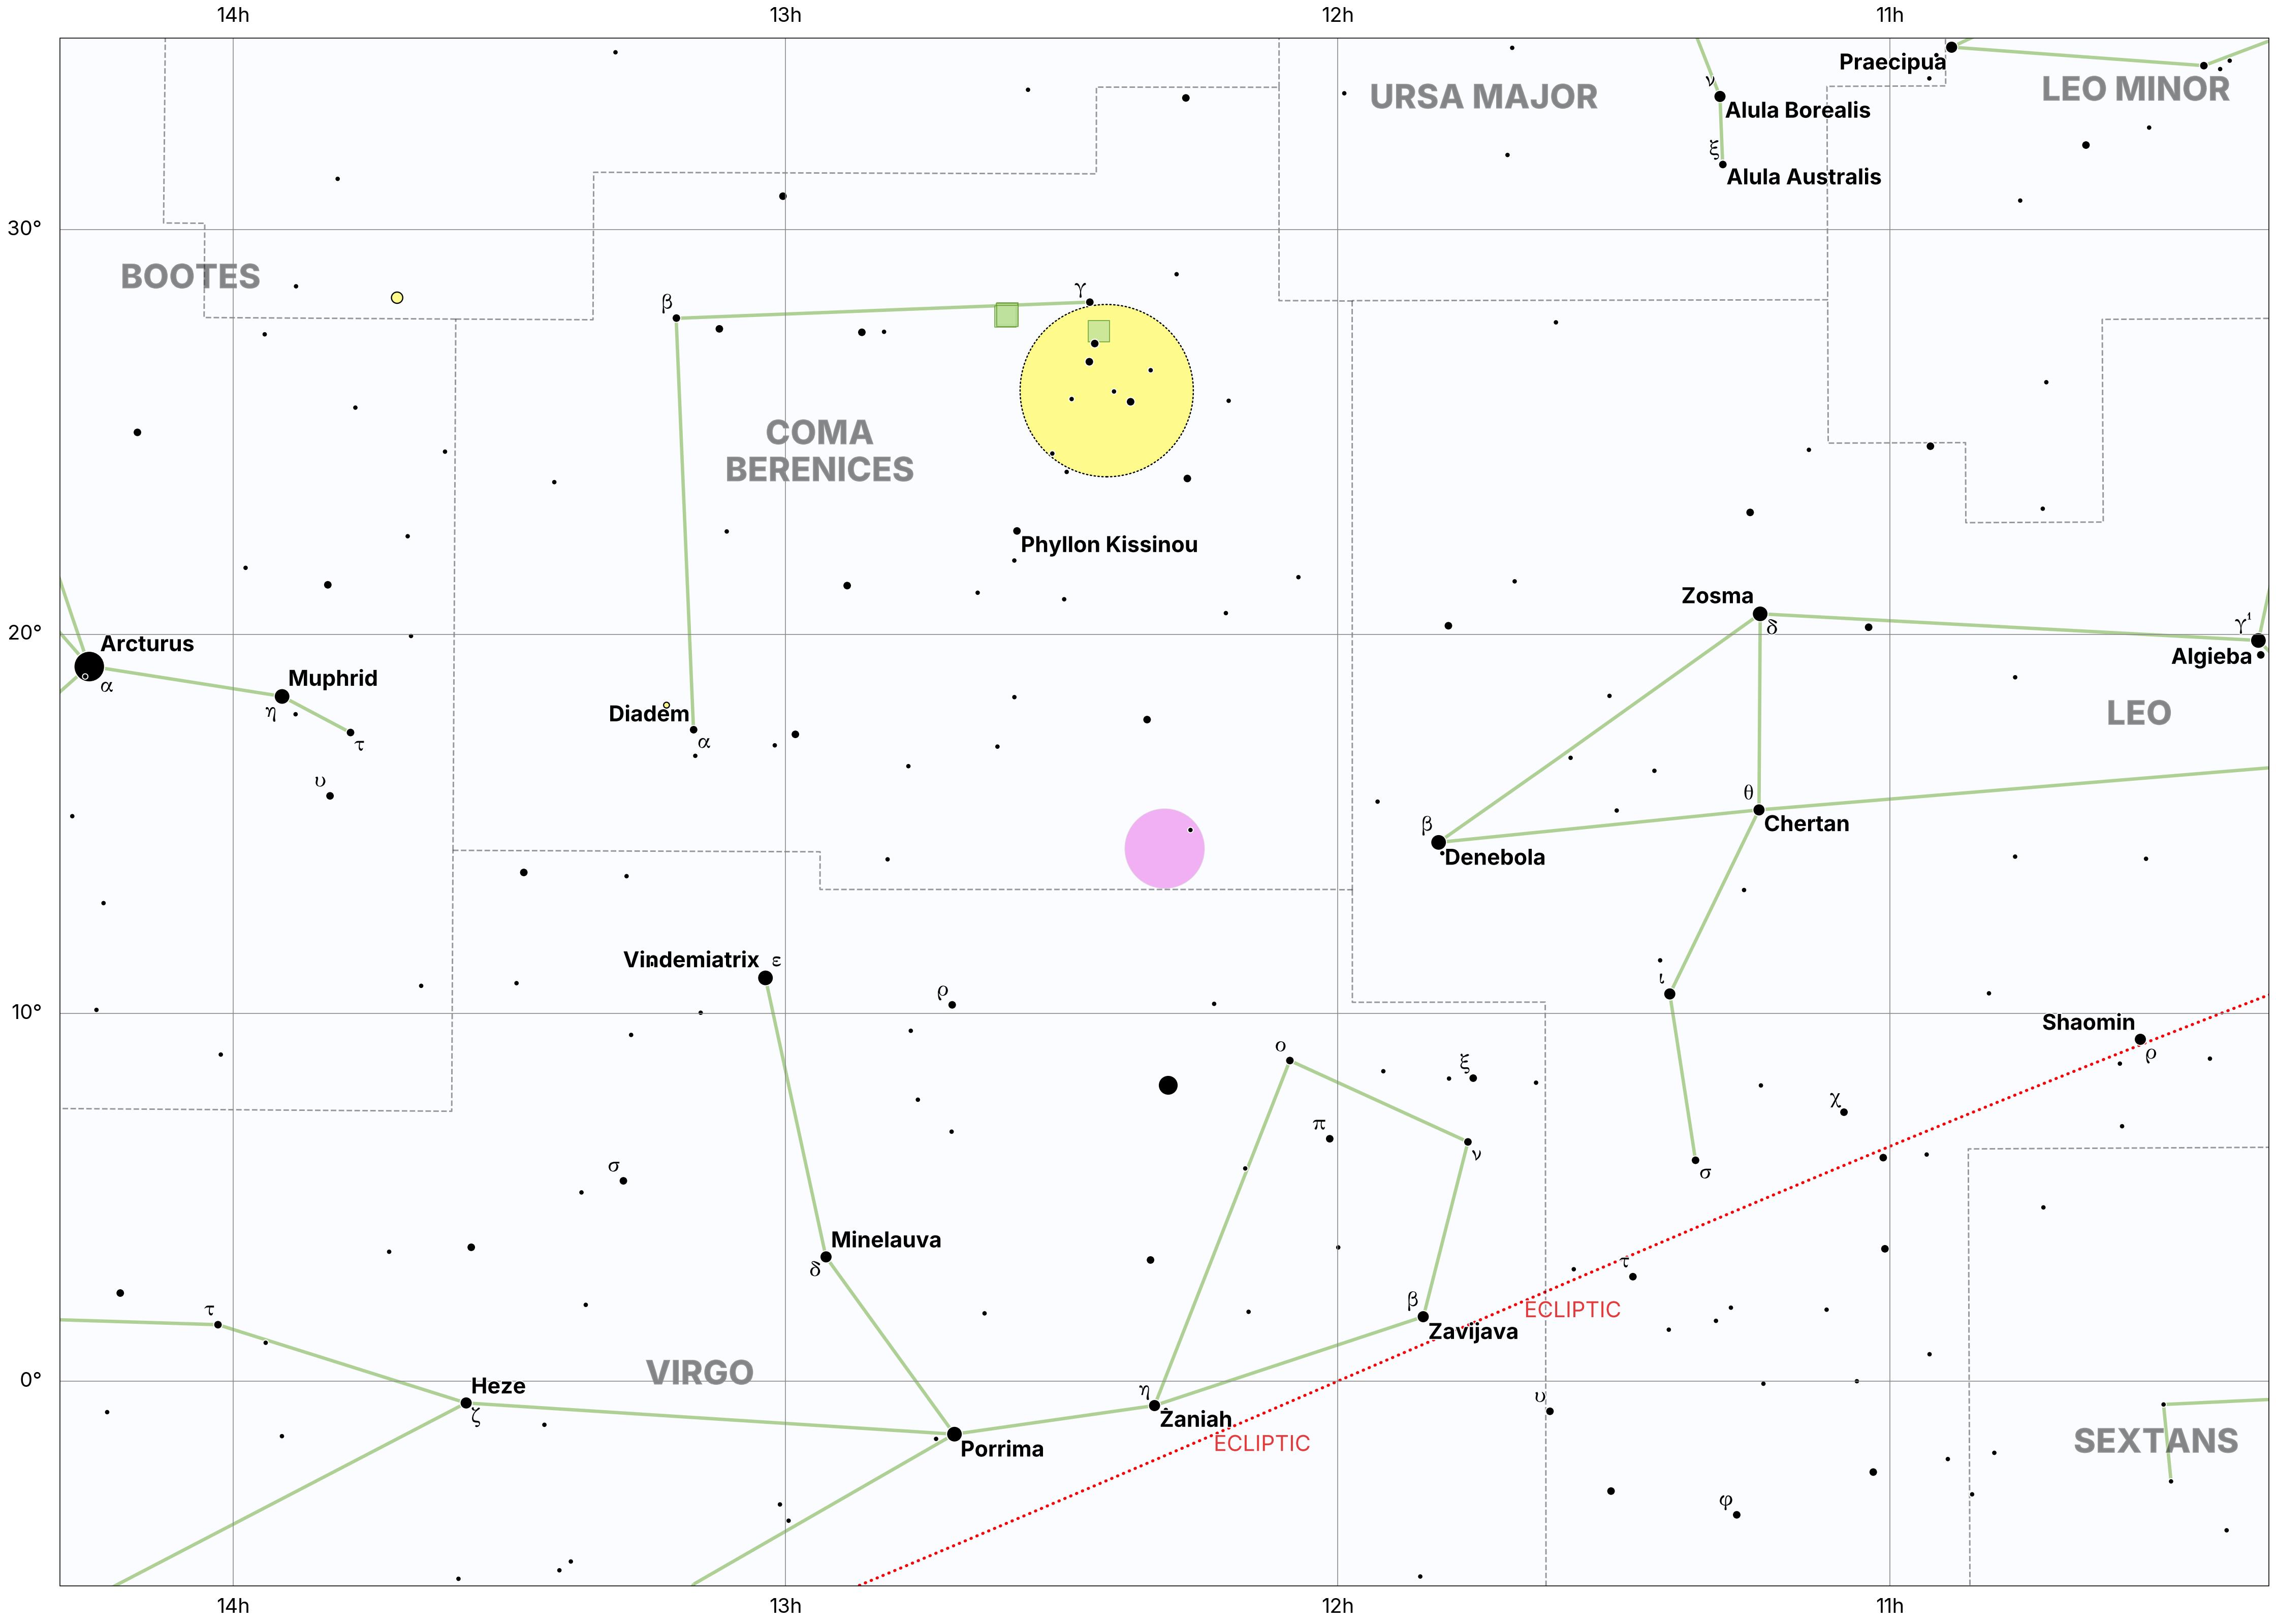 14h
13h
12h
11h
Praecipua
LEO MINOR
URSA MAJOR
ν
Alula Borealis
ξ
Alula Australis
30°
BOOTES
β
γ
COMA
BERENICES
Phyllon Kissinou
Zosma
δ
20°
γ¹
Algieba
Arcturus
α
Muphrid
η
τ
Diadem
α
LEO
υ
θ
Chertan
β
Denebola
Vindemiatrix
ε
ρ
ι
10°
Shaomin
ρ
ο
ξ
χ
π
ν
σ
σ
Minelauva
δ
τ
τ
β
Zavijava
ECLIPTIC
VIRGO
0°
Heze
ζ
η
Zaniah
υ
Porrima
ECLIPTIC
SEXTANS
φ
14h
13h
12h
11h